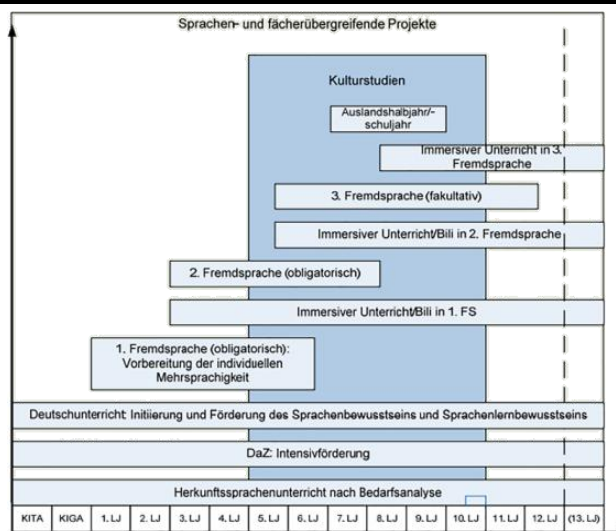 Sprachen- und fächerübergreifende Projekte
Kulturstudien
Auslandshalbjahr/-
schuljahr
Immersiver Unterricht in 3.
Fremdsprache
3. Fremdsprache (fakultativ)
Immersiver Unterricht/Bili in 2. Fremdsprache
2. Fremdsprache (obligatorisch)
Immersiver Unterricht/Bili in 1. FS
1. Fremdsprache (obligatorisch):
Vorbereitung der individuellen
Mehrsprachigkeit
Deutschunterricht: Initiierung und Förderung des Sprachenbewusstseins und Sprachenlernbewusstseins
DaZ: Intensivförderung
Herkunftssprachenunterricht nach Bedarfsanalyse
KITA KIGA 1. LJ 2. LJ 3. LJ 4. LJ 5. LJ 6. LJ 7. LJ 8. LJ 9. LJ 10. LJ 11. LJ 12. LJ (13. LJ)